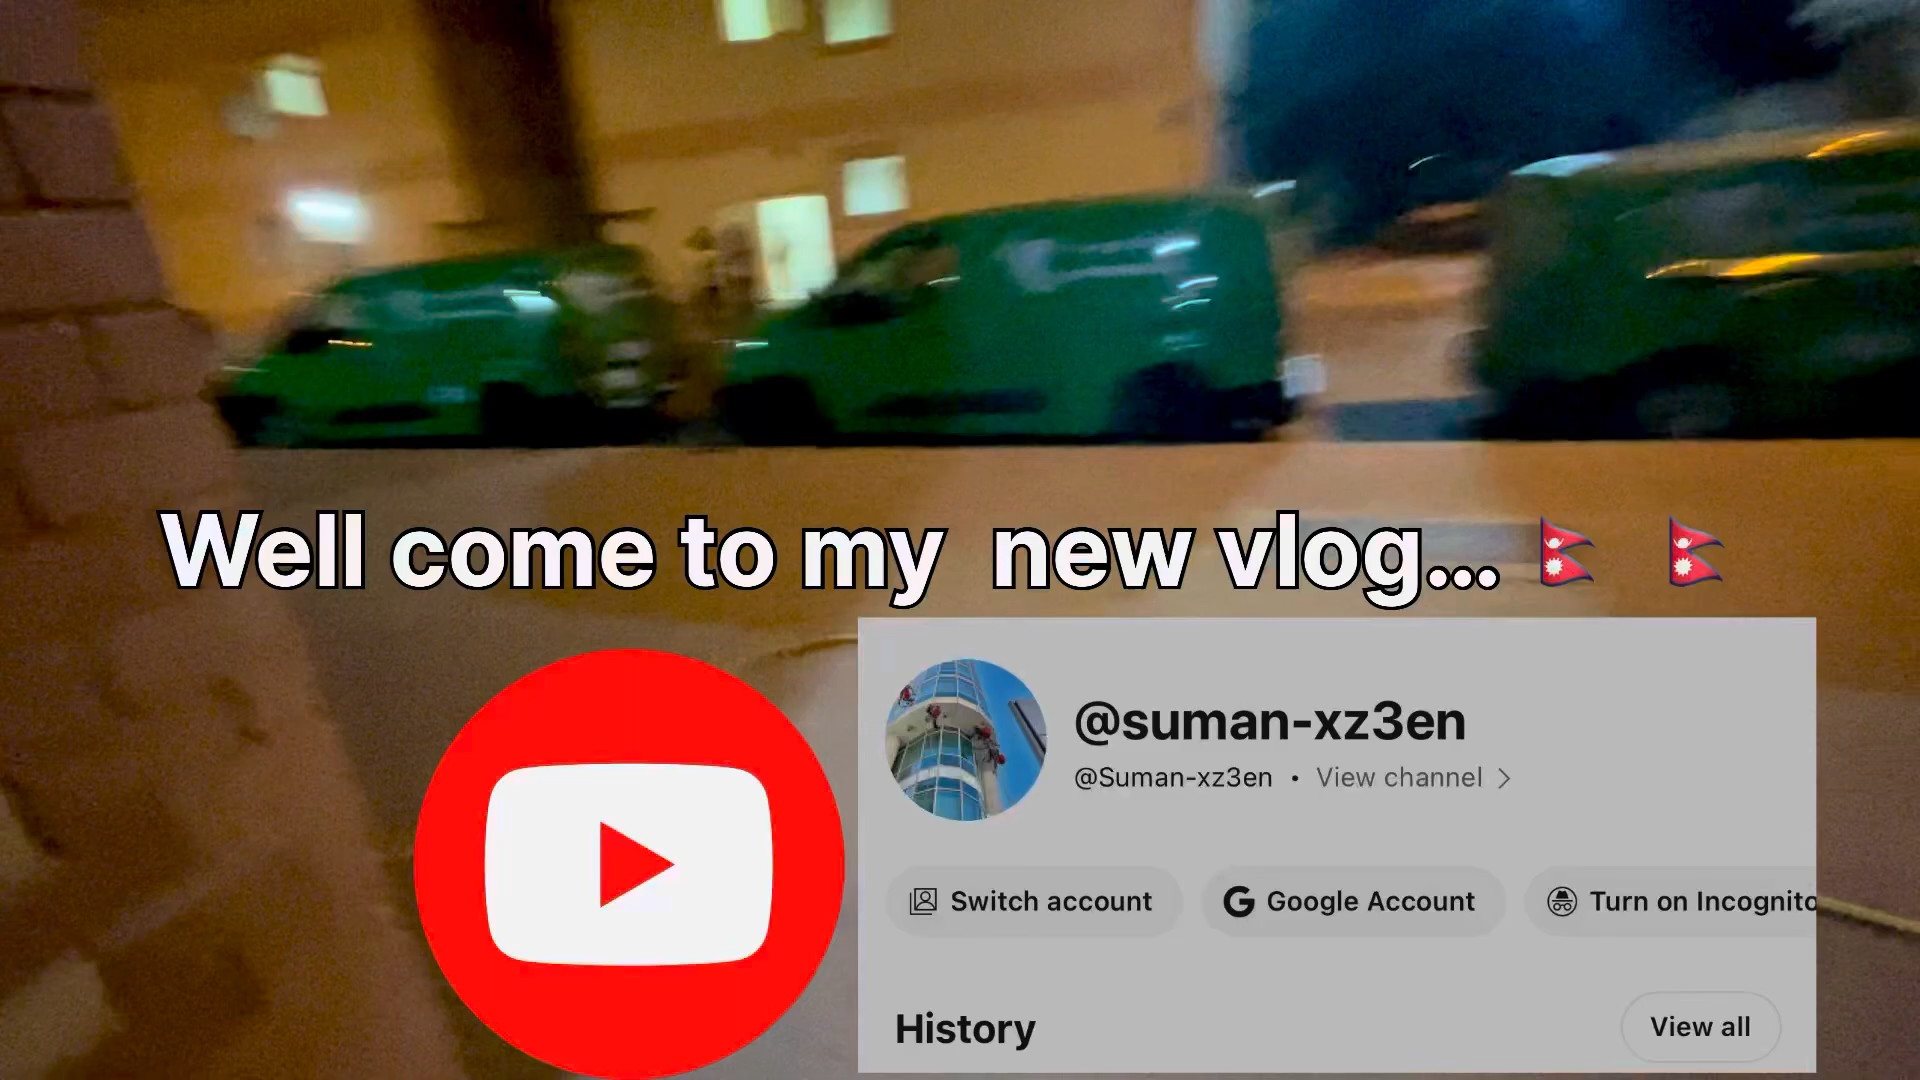 Well come to my new vlog... 🇳🇵 🇳🇵
@suman-xz3en
@Suman-xz3en • View channel >
Switch account
Google Account
Turn on Incognito
History
View all